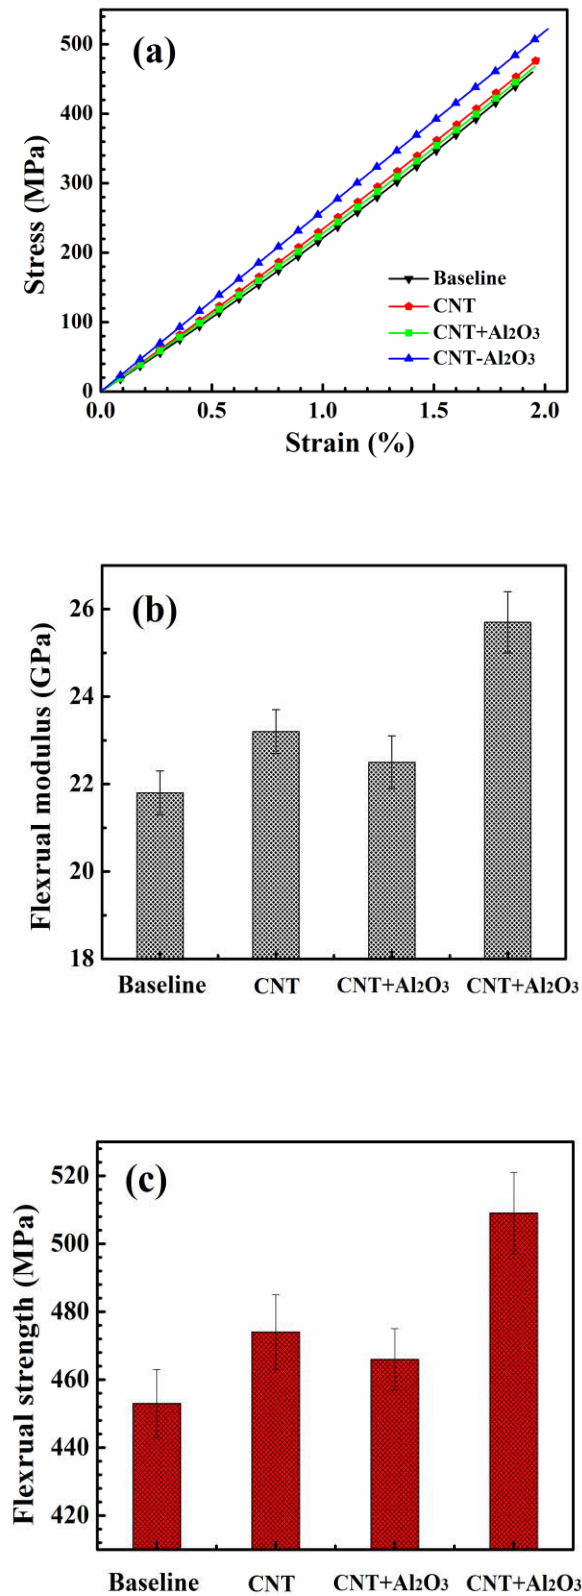 (a)
Stress (MPa)
500
400
300
200
100
0
Baseline
CNT
CNT+Al₂O₃
CNT-Al₂O₃
0.0 0.5 1.0 1.5 2.0
Strain (%)
(b)
Flexrual modulus (GPa)
26
24
22
20
18
Baseline CNT CNT+Al₂O₃ CNT+Al₂O₃
(c)
Flexrual strength (MPa)
520
500
480
460
440
420
Baseline CNT CNT+Al₂O₃ CNT+Al₂O₃